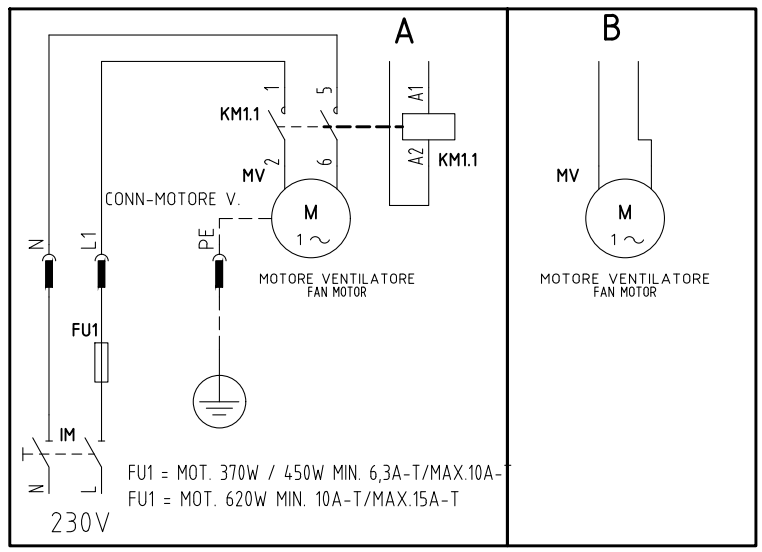 A
B
1
5
A1
KM1.1
2
6
A2
KM1.1
MV
MV
CONN-MOTORE V.
M
1 ~
M
1 ~
N
L1
PE
MOTORE VENTILATORE
FAN MOTOR
MOTORE VENTILATORE
FAN MOTOR
FU1
IM
FU1 = MOT. 370W / 450W MIN. 6,3A-T/MAX.10A-T
N
L
FU1 = MOT. 620W MIN. 10A-T/MAX.15A-T
230V